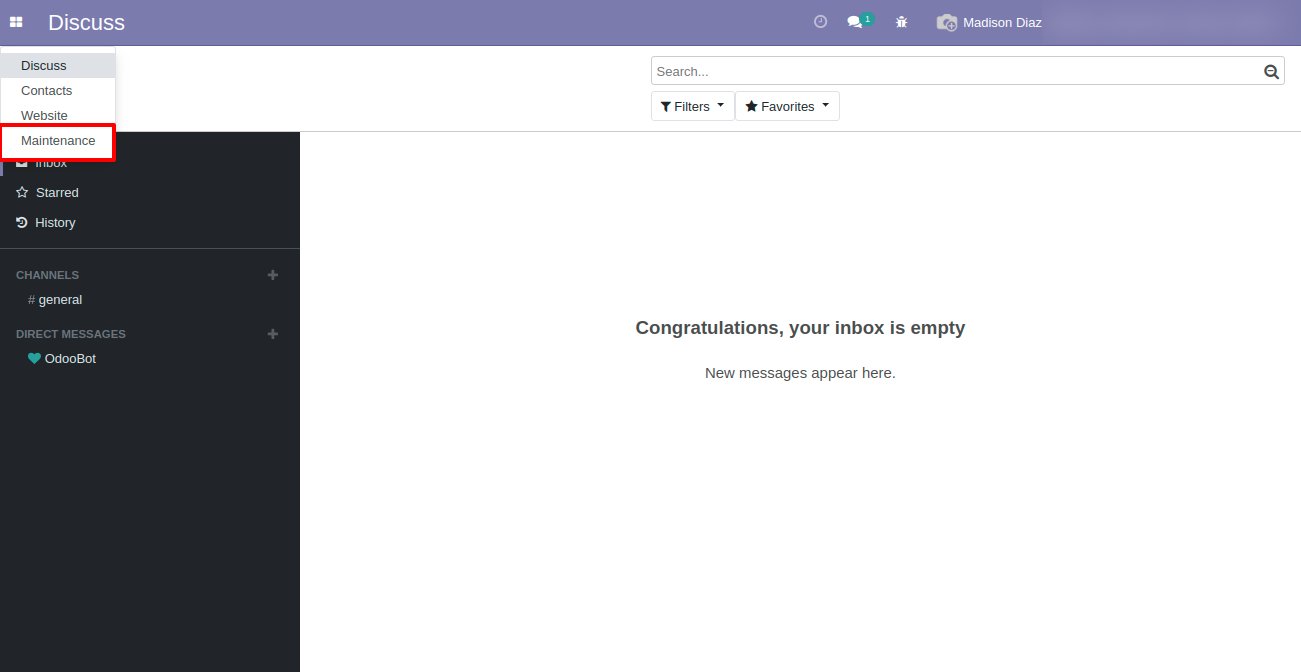 Discuss
1
Madison Diaz
Discuss
Contacts
Website
Maintenance
Search...
Filters
Favorites
Inbox
Starred
History
CHANNELS
# general
DIRECT MESSAGES
OdooBot
Congratulations, your inbox is empty
New messages appear here.